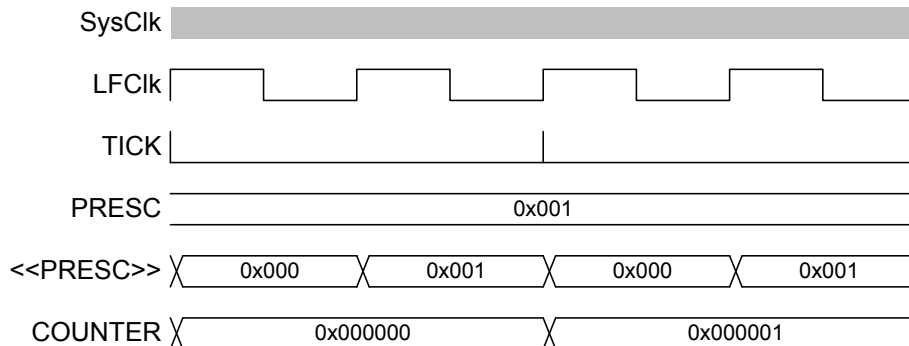 SysClk
LFClk
TICK
PRESC 0x001
<<PRESC>> 0x000 0x001 0x000 0x001
COUNTER 0x000000 0x000001